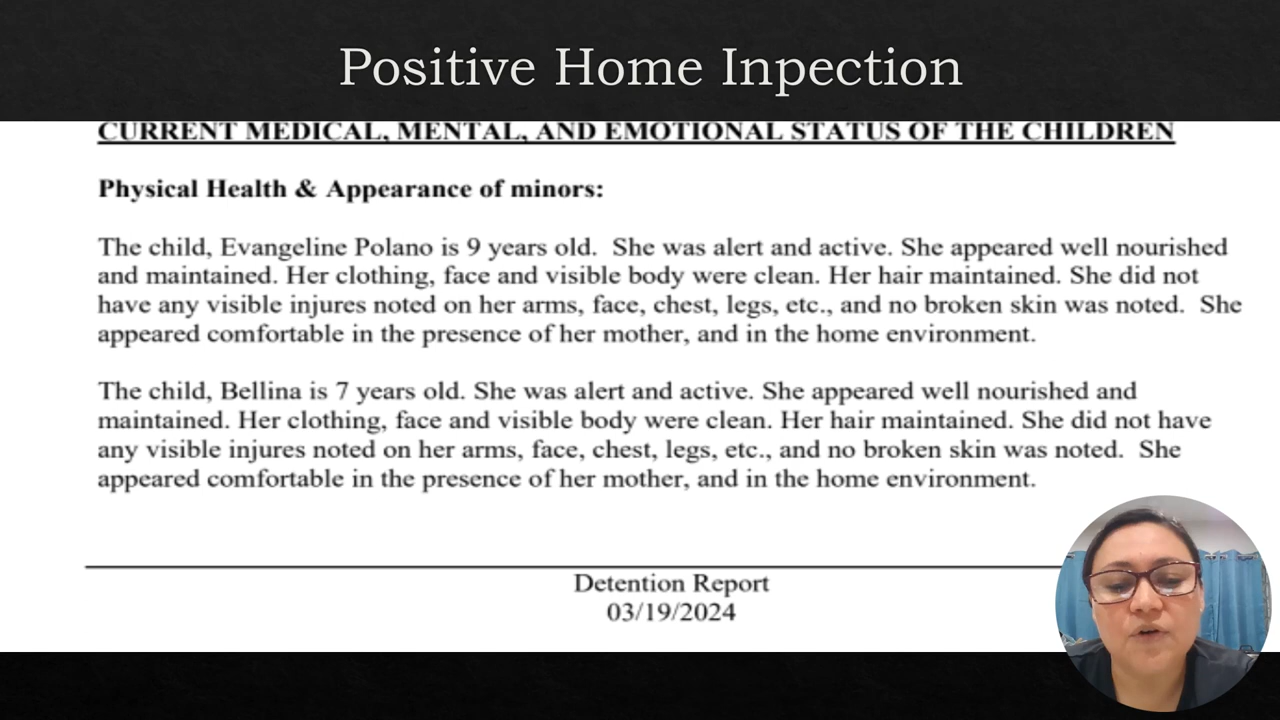 Positive Home Inpection
CURRENT MEDICAL, MENTAL, AND EMOTIONAL STATUS OF THE CHILDREN
Physical Health & Appearance of minors:
The child, Evangeline Polano is 9 years old.  She was alert and active. She appeared well nourished
and maintained. Her clothing, face and visible body were clean. Her hair maintained. She did not
have any visible injures noted on her arms, face, chest, legs, etc., and no broken skin was noted.  She
appeared comfortable in the presence of her mother, and in the home environment.
The child, Bellina is 7 years old. She was alert and active. She appeared well nourished and
maintained. Her clothing, face and visible body were clean. Her hair maintained. She did not have
any visible injures noted on her arms, face, chest, legs, etc., and no broken skin was noted.  She
appeared comfortable in the presence of her mother, and in the home environment.
Detention Report
03/19/2024